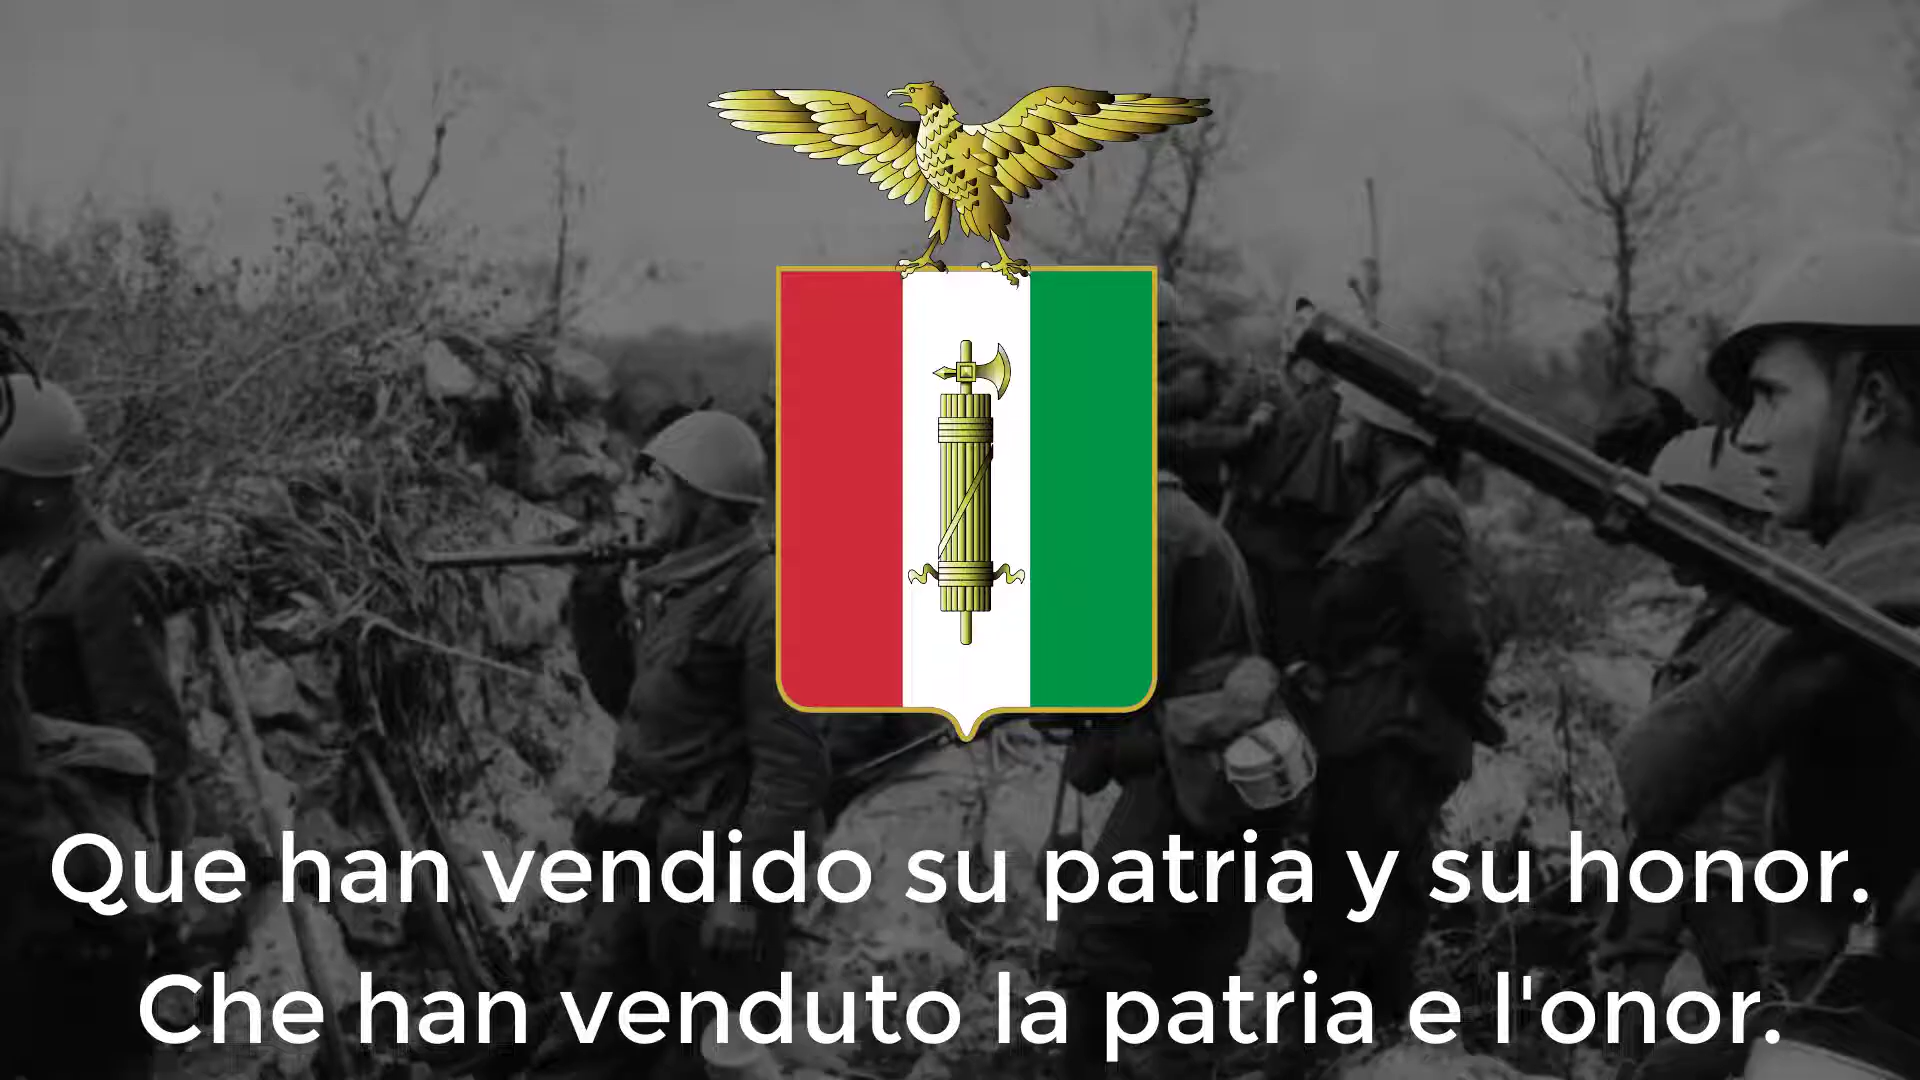 Que han vendido su patria y su honor.
Che han venduto la patria e l'onor.